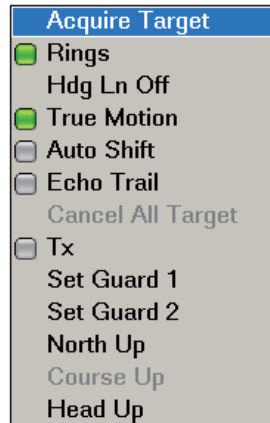 Acquire Target
Rings
Hdg Ln Off
True Motion
Auto Shift
Echo Trail
Cancel All Target
Tx
Set Guard 1
Set Guard 2
North Up
Course Up
Head Up